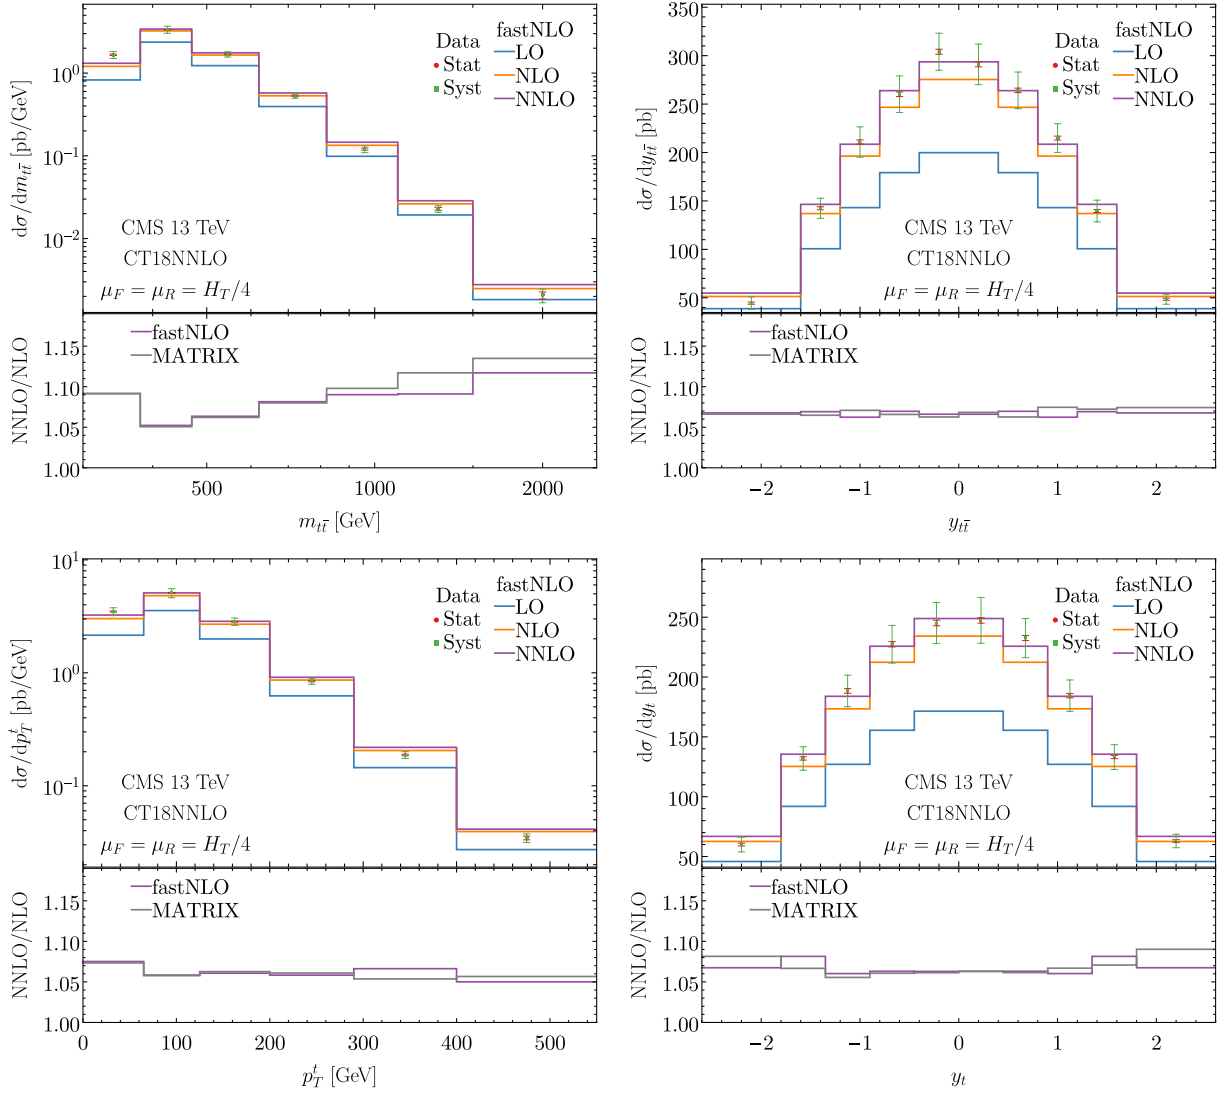 10⁰
10⁻¹
10⁻²
dσ/dm_{tt̄} [pb/GeV]
Data
Stat
Syst
fastNLO
LO
NLO
NNLO
CMS 13 TeV
CT18NNLO
μ_F = μ_R = H_T/4
fastNLO
MATRIX
1.15
1.10
1.05
1.00
NNLO/NLO
500 1000 2000
m_{tt̄} [GeV]
350
300
250
200
150
100
50
dσ/dy_{tt̄} [pb]
Data
Stat
Syst
fastNLO
LO
NLO
NNLO
CMS 13 TeV
CT18NNLO
μ_F = μ_R = H_T/4
fastNLO
MATRIX
1.15
1.10
1.05
1.00
NNLO/NLO
−2 −1 0 1 2
y_{tt̄}
10¹
10⁰
10⁻¹
dσ/dp_T^t [pb/GeV]
Data
Stat
Syst
fastNLO
LO
NLO
NNLO
CMS 13 TeV
CT18NNLO
μ_F = μ_R = H_T/4
fastNLO
MATRIX
1.15
1.10
1.05
1.00
NNLO/NLO
0 100 200 300 400 500
p_T^t [GeV]
250
200
150
100
50
dσ/dy_t [pb]
Data
Stat
Syst
fastNLO
LO
NLO
NNLO
CMS 13 TeV
CT18NNLO
μ_F = μ_R = H_T/4
fastNLO
MATRIX
1.15
1.10
1.05
1.00
NNLO/NLO
−2 −1 0 1 2
y_t